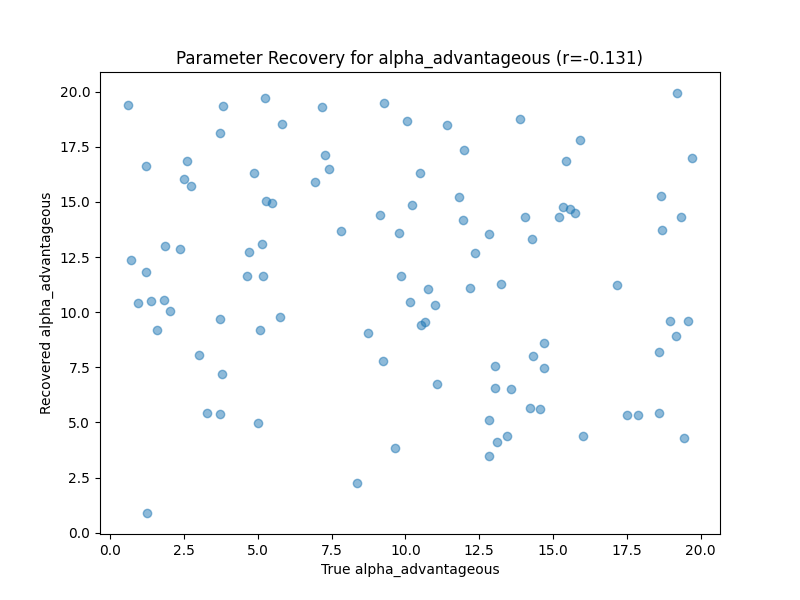 Parameter Recovery for alpha_advantageous (r=-0.131)
20.0
17.5
15.0
12.5
10.0
7.5
5.0
2.5
0.0
Recovered alpha_advantageous
0.0 2.5 5.0 7.5 10.0 12.5 15.0 17.5 20.0
True alpha_advantageous